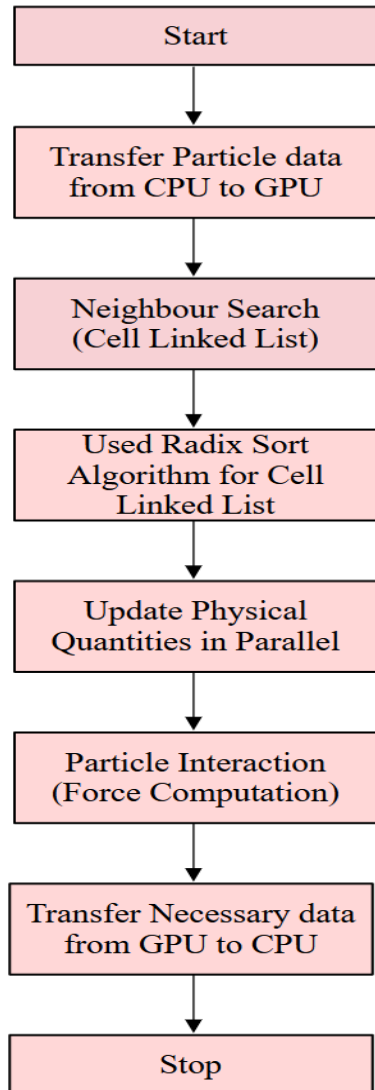 Start
Transfer Particle data
from CPU to GPU
Neighbour Search
(Cell Linked List)
Used Radix Sort
Algorithm for Cell
Linked List
Update Physical
Quantities in Parallel
Particle Interaction
(Force Computation)
Transfer Necessary data
from GPU to CPU
Stop